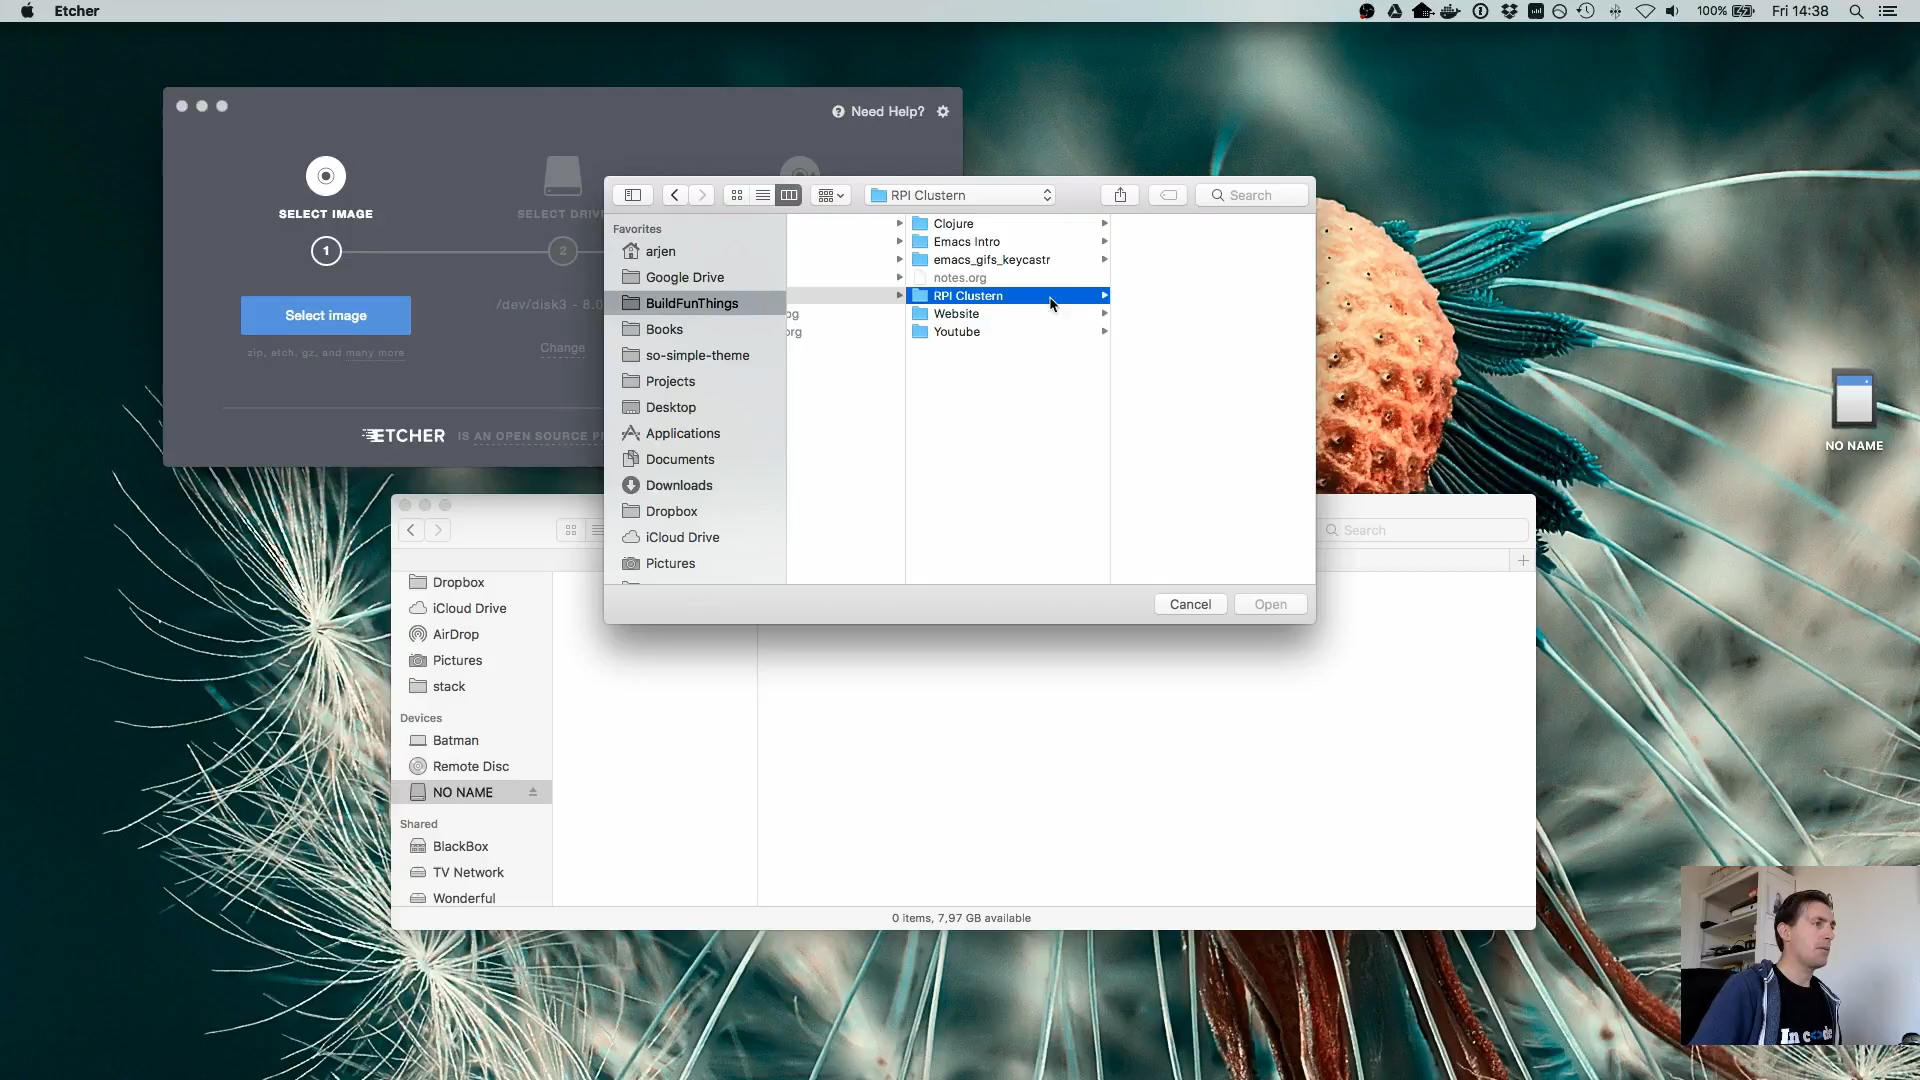 Etcher
100%
Fri 14:38
Need Help?
SELECT IMAGE
SELECT DRIV
1
2
Select image
/dev/disk3 - 8.0
zip, etch, gz, and many more
Change
ETCHER IS AN OPEN SOURCE P
RPI Clustern
Search
Favorites
arjen
Google Drive
BuildFunThings
Books
so-simple-theme
Projects
Desktop
Applications
Documents
Downloads
Dropbox
iCloud Drive
Pictures
og
org
Clojure
Emacs Intro
emacs_gifs_keycastr
notes.org
RPI Clustern
Website
Youtube
Cancel
Open
NO NAME
Search
Dropbox
iCloud Drive
AirDrop
Pictures
stack
Devices
Batman
Remote Disc
NO NAME
Shared
BlackBox
TV Network
Wonderful
0 items, 7,97 GB available
In code